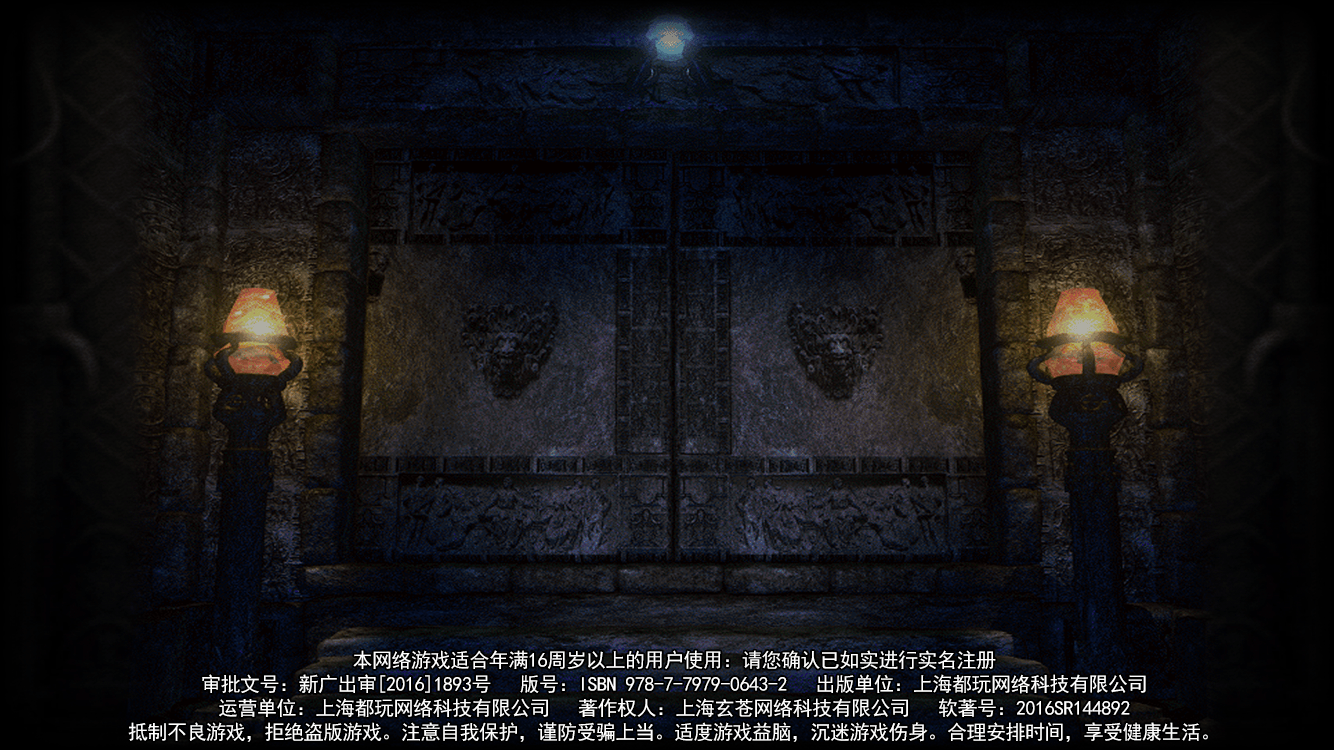 本网络游戏适合年满16周岁以上的用户使用：请您确认已如实进行实名注册
审批文号：新广出审[2016]1893号 版号：ISBN 978-7-7979-0643-2 出版单位：上海都玩网络科技有限公司
运营单位：上海都玩网络科技有限公司 著作权人：上海玄苍网络科技有限公司 软著号：2016SR144892
抵制不良游戏，拒绝盗版游戏。注意自我保护，谨防受骗上当。适度游戏益脑，沉迷游戏伤身。合理安排时间，享受健康生活。